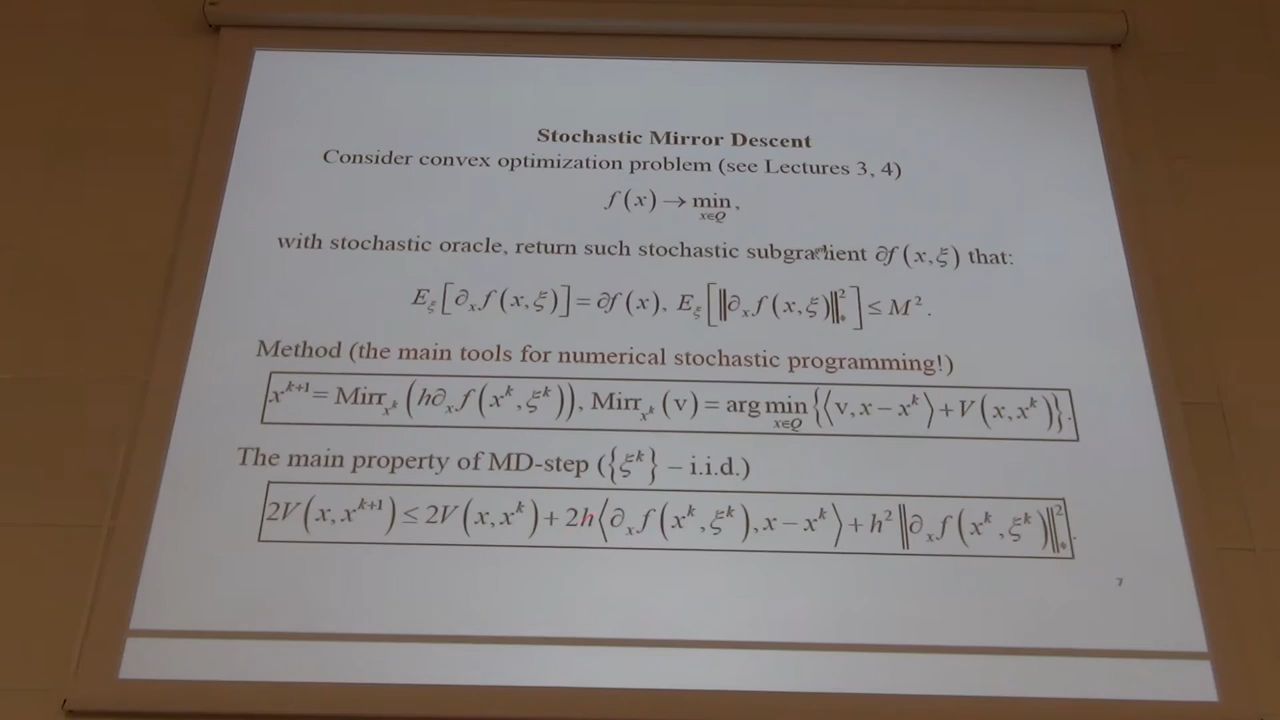 Stochastic Mirror Descent
Consider convex optimization problem (see Lectures 3, 4)
f(x) → min_{x∈Q},
with stochastic oracle, return such stochastic subgradient ∂f(x,ξ) that:
E_ξ[∂_x f(x,ξ)] = ∂f(x), E_ξ[‖∂_x f(x,ξ)‖_*^2] ≤ M^2.
Method (the main tools for numerical stochastic programming!)
x^{k+1} = Mirr_{x^k}(h∂_x f(x^k,ξ^k)), Mirr_{x^k}(v) = arg min_{x∈Q}{⟨v,x−x^k⟩+V(x,x^k)}.
The main property of MD-step ({ξ^k} – i.i.d.)
2V(x,x^{k+1}) ≤ 2V(x,x^k) + 2h⟨∂_x f(x^k,ξ^k),x−x^k⟩ + h^2‖∂_x f(x^k,ξ^k)‖_*^2.
7